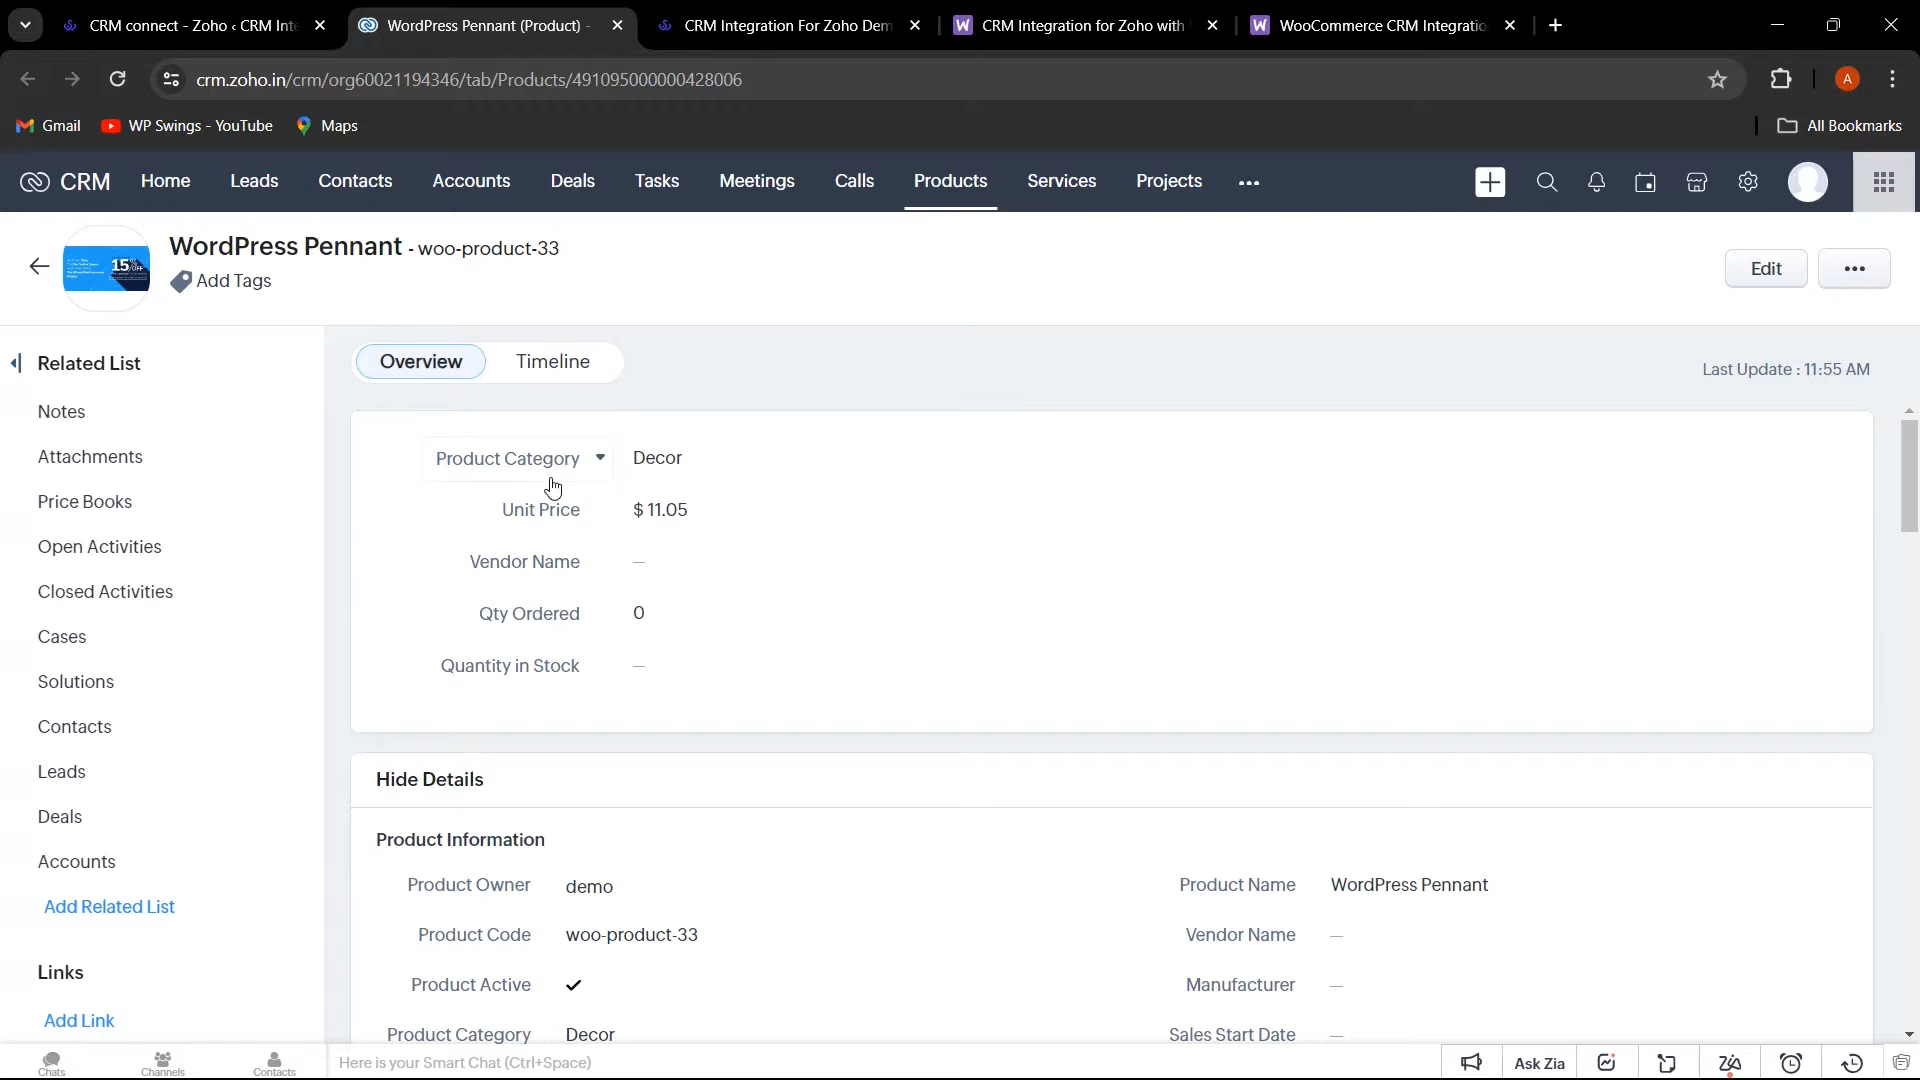 CRM connect - Zoho ‹ CRM Inte
WordPress Pennant (Product) -
CRM Integration For Zoho Dem
CRM Integration for Zoho with
WooCommerce CRM Integratio
crm.zoho.in/crm/org60021194346/tab/Products/491095000000428006
A
Gmail
WP Swings - YouTube
Maps
All Bookmarks
CRM
Home
Leads
Contacts
Accounts
Deals
Tasks
Meetings
Calls
Products
Services
Projects
15%
WordPress Pennant - woo-product-33
Add Tags
Edit
Related List
Overview
Timeline
Last Update : 11:55 AM
Notes
Attachments
Price Books
Open Activities
Closed Activities
Cases
Solutions
Contacts
Leads
Deals
Accounts
Add Related List
Links
Add Link
Product Category Decor
Unit Price $ 11.05
Vendor Name —
Qty Ordered 0
Quantity in Stock —
Hide Details
Product Information
Product Owner demo
Product Name WordPress Pennant
Product Code woo-product-33
Vendor Name —
Product Active
Manufacturer —
Product Category Decor
Sales Start Date —
Chats
Channels
Contacts
Here is your Smart Chat (Ctrl+Space)
Ask Zia